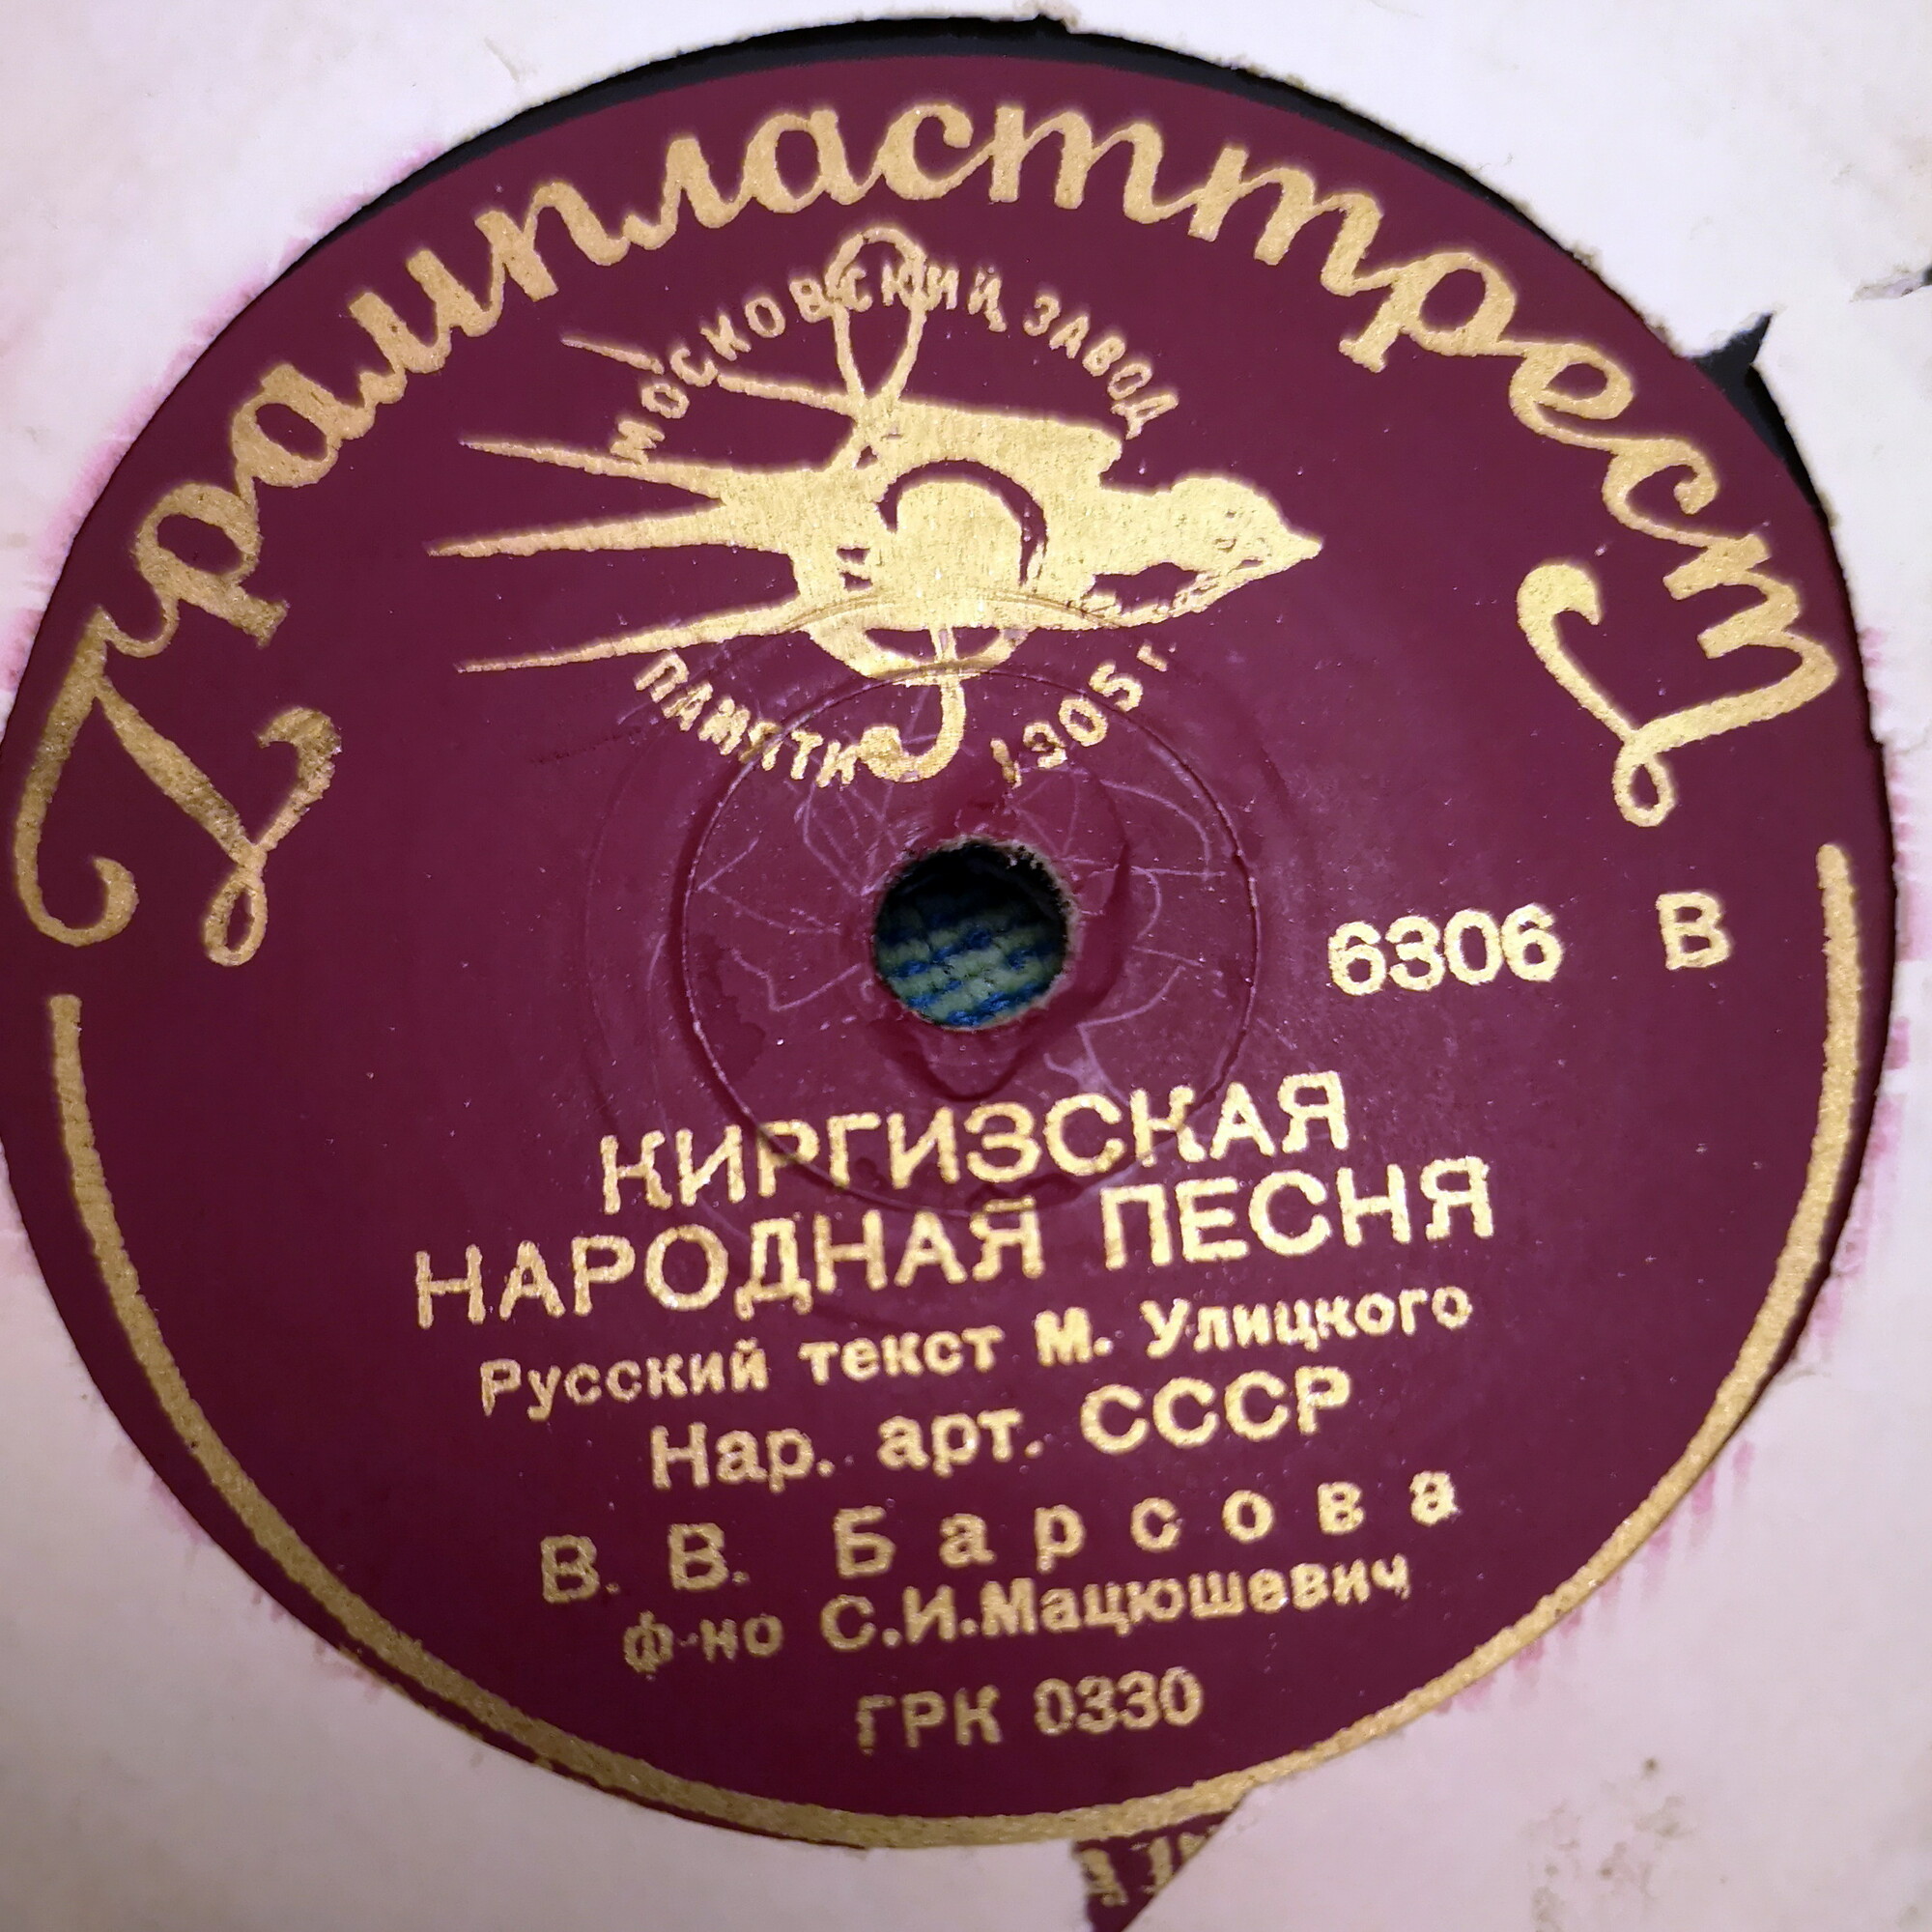 Грампласттрест
МОСКОВСКИЙ ЗАВОД
ПАМЯТИ 1905 г.
6306 В
КИРГИЗСКАЯ
НАРОДНАЯ ПЕСНЯ
Русский текст М. Улицкого
Нар. арт. СССР
В. В. Барсова
ф-но С.И.Мацюшевич
ГРК 0330